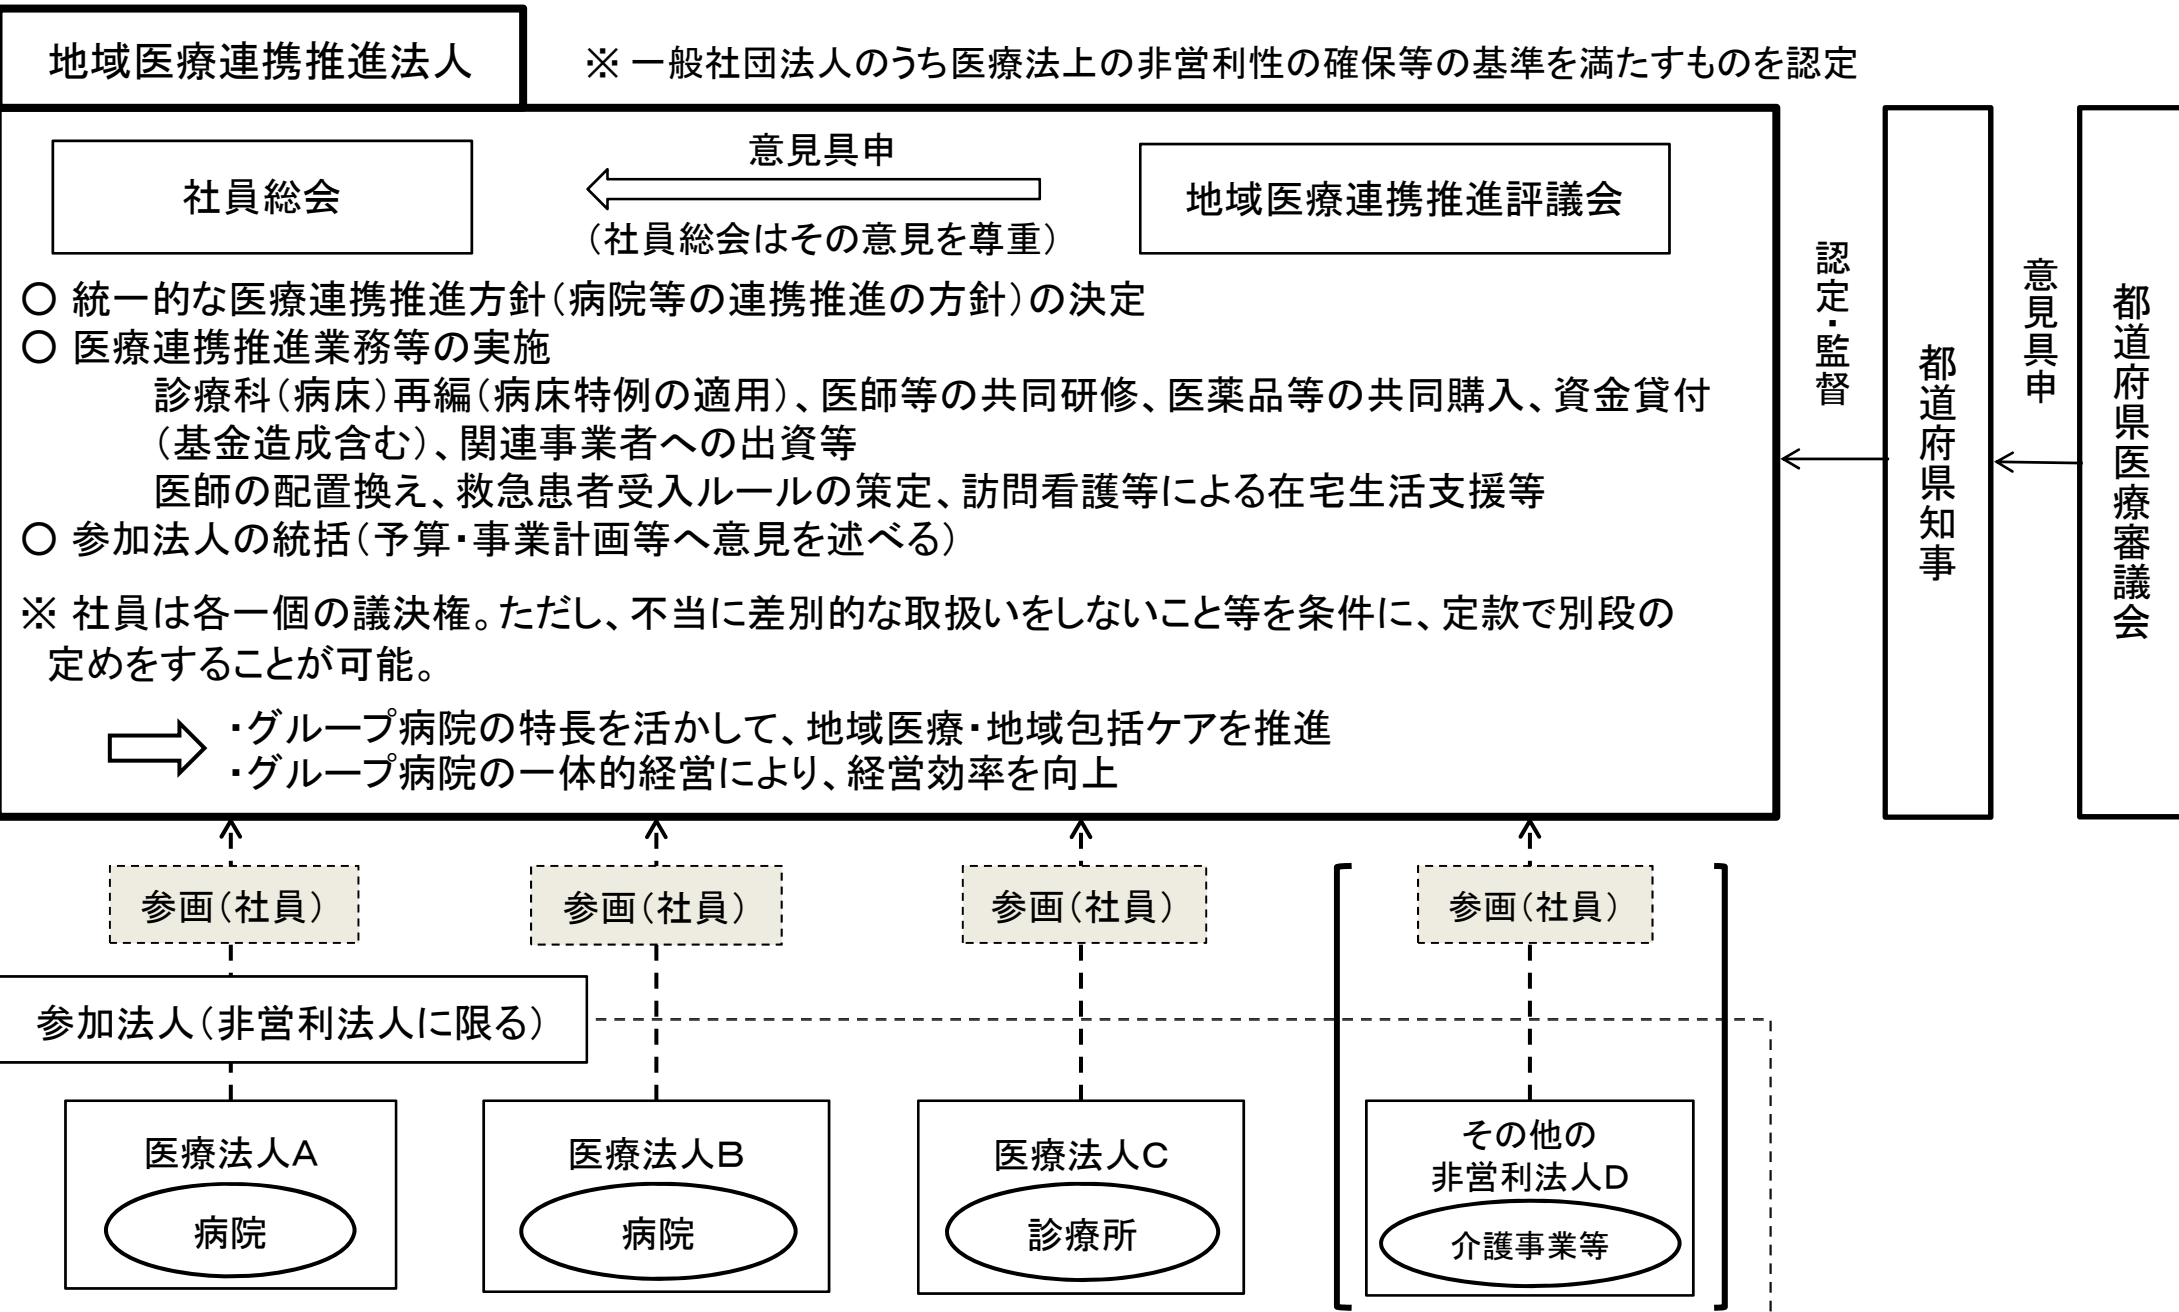 地域医療連携推進法人
※ 一般社団法人のうち医療法上の非営利性の確保等の基準を満たすものを認定
社員総会
意見具申
(社員総会はその意見を尊重)
地域医療連携推進評議会
○ 統一的な医療連携推進方針(病院等の連携推進の方針)の決定
○ 医療連携推進業務等の実施
診療科(病床)再編(病床特例の適用)、医師等の共同研修、医薬品等の共同購入、資金貸付
(基金造成含む)、関連事業者への出資等
医師の配置換え、救急患者受入ルールの策定、訪問看護等による在宅生活支援等
○ 参加法人の統括(予算・事業計画等へ意見を述べる)
※ 社員は各一個の議決権。ただし、不当に差別的な取扱いをしないこと等を条件に、定款で別段の
定めをすることが可能。
・グループ病院の特長を活かして、地域医療・地域包括ケアを推進
・グループ病院の一体的経営により、経営効率を向上
認定・監督
都道府県知事
意見具申
都道府県医療審議会
参画(社員)
参画(社員)
参画(社員)
参画(社員)
参加法人(非営利法人に限る)
医療法人A
病院
医療法人B
病院
医療法人C
診療所
その他の
非営利法人D
介護事業等